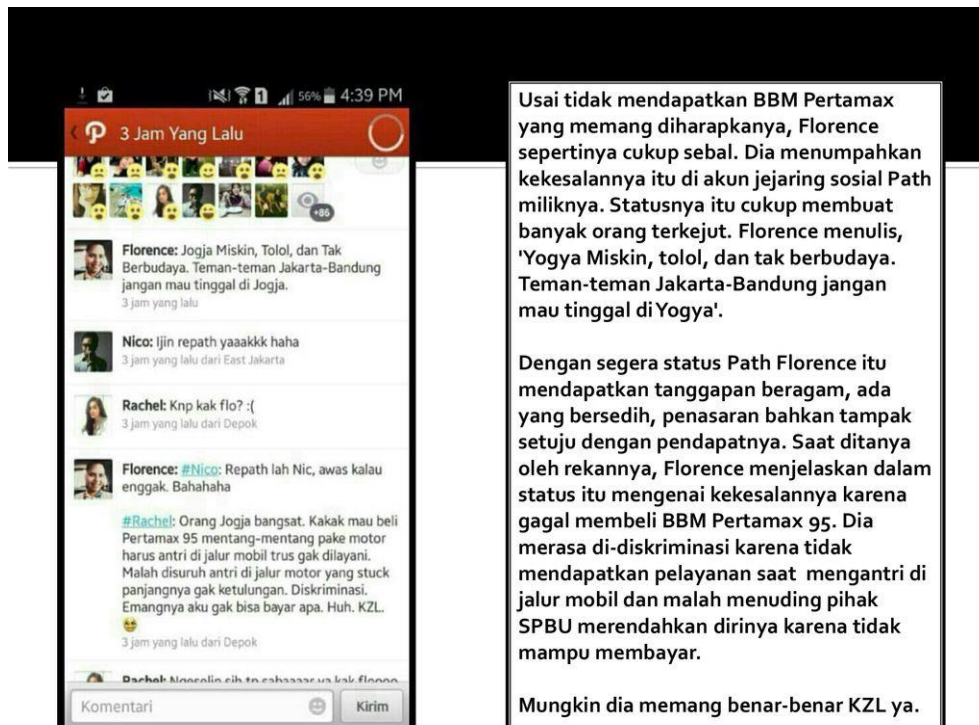 56% 4:39 PM
3 Jam Yang Lalu
+86
Florence: Jogja Miskin, Tolol, dan Tak
Berbudaya. Teman-teman Jakarta-Bandung
jangan mau tinggal di Jogja.
3 jam yang lalu
Nico: Ijin repath yaaakkk haha
3 jam yang lalu dari East Jakarta
Rachel: Knp kak flo? :(
3 jam yang lalu dari Depok
Florence: #Nico: Repath lah Nic, awas kalau
enggak. Bahahaha
#Rachel: Orang Jogja bangsat. Kakak mau beli
Pertamax 95 mentang-mentang pake motor
harus antri di jalur mobil trus gak dilayani.
Malah disuruh antri di jalur motor yang stuck
panjangnya gak ketulungan. Diskriminasi.
Emangnya aku gak bisa bayar apa. Huh. KZL.
3 jam yang lalu dari Depok
Rachel: Ngeselin sih tp sabaaaar ya kak flo
Komentari
Kirim
Usai tidak mendapatkan BBM Pertamax
yang memang diharapkanya, Florence
sepertinya cukup sebal. Dia menumpahkan
kekesalannya itu di akun jejaring sosial Path
miliknya. Statusnya itu cukup membuat
banyak orang terkejut. Florence menulis,
'Yogya Miskin, tolol, dan tak berbudaya.
Teman-teman Jakarta-Bandung jangan
mau tinggal di Yogya'.
Dengan segera status Path Florence itu
mendapatkan tanggapan beragam, ada
yang bersedih, penasaran bahkan tampak
setuju dengan pendapatnya. Saat ditanya
oleh rekannya, Florence menjelaskan dalam
status itu mengenai kekesalannya karena
gagal membeli BBM Pertamax 95. Dia
merasa di-diskriminasi karena tidak
mendapatkan pelayanan saat mengantri di
jalur mobil dan malah menuding pihak
SPBU merendahkan dirinya karena tidak
mampu membayar.
Mungkin dia memang benar-benar KZL ya.